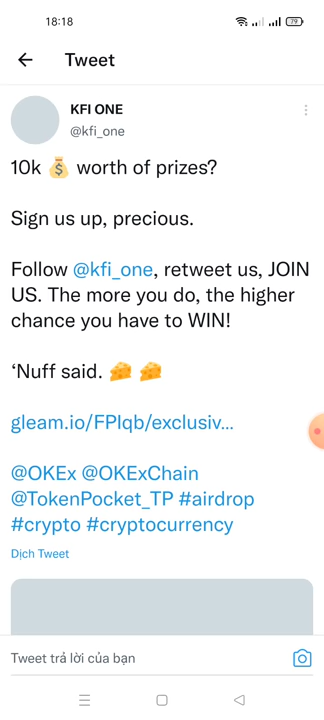 18:18
79
Tweet
KFI ONE
@kfi_one
10k 💰 worth of prizes?
Sign us up, precious.
Follow @kfi_one, retweet us, JOIN
US. The more you do, the higher
chance you have to WIN!
‘Nuff said. 🧀 🧀
gleam.io/FPIqb/exclusiv...
@OKEx @OKExChain
@TokenPocket_TP #airdrop
#crypto #cryptocurrency
Dịch Tweet
Tweet trả lời của bạn